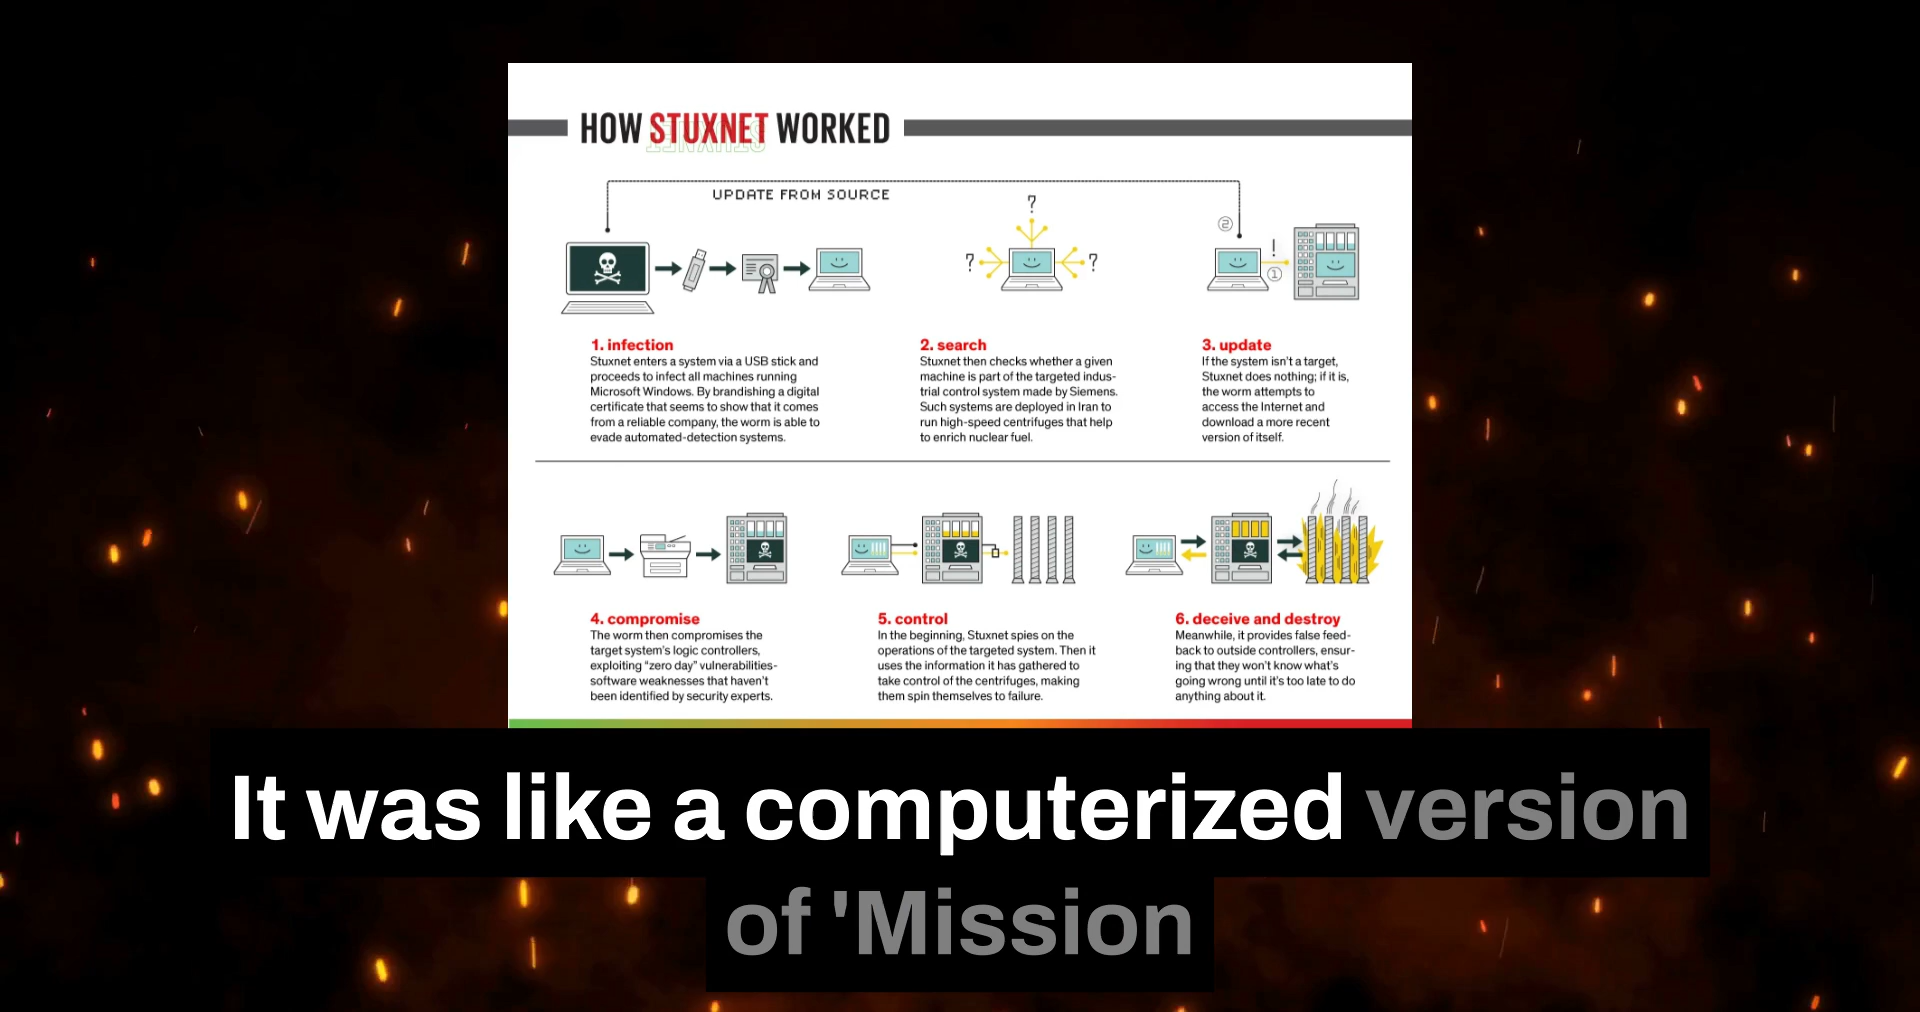 HOW STUXNET WORKED
UPDATE FROM SOURCE
?
?
?
②
!
①
1. infection
Stuxnet enters a system via a USB stick and
proceeds to infect all machines running
Microsoft Windows. By brandishing a digital
certificate that seems to show that it comes
from a reliable company, the worm is able to
evade automated-detection systems.
2. search
Stuxnet then checks whether a given
machine is part of the targeted indus-
trial control system made by Siemens.
Such systems are deployed in Iran to
run high-speed centrifuges that help
to enrich nuclear fuel.
3. update
If the system isn't a target,
Stuxnet does nothing; if it is,
the worm attempts to
access the Internet and
download a more recent
version of itself.
4. compromise
The worm then compromises the
target system's logic controllers,
exploiting "zero day" vulnerabilities-
software weaknesses that haven't
been identified by security experts.
5. control
In the beginning, Stuxnet spies on the
operations of the targeted system. Then it
uses the information it has gathered to
take control of the centrifuges, making
them spin themselves to failure.
6. deceive and destroy
Meanwhile, it provides false feed-
back to outside controllers, ensur-
ing that they won't know what's
going wrong until it's too late to do
anything about it.
It was like a computerized version
of 'Mission